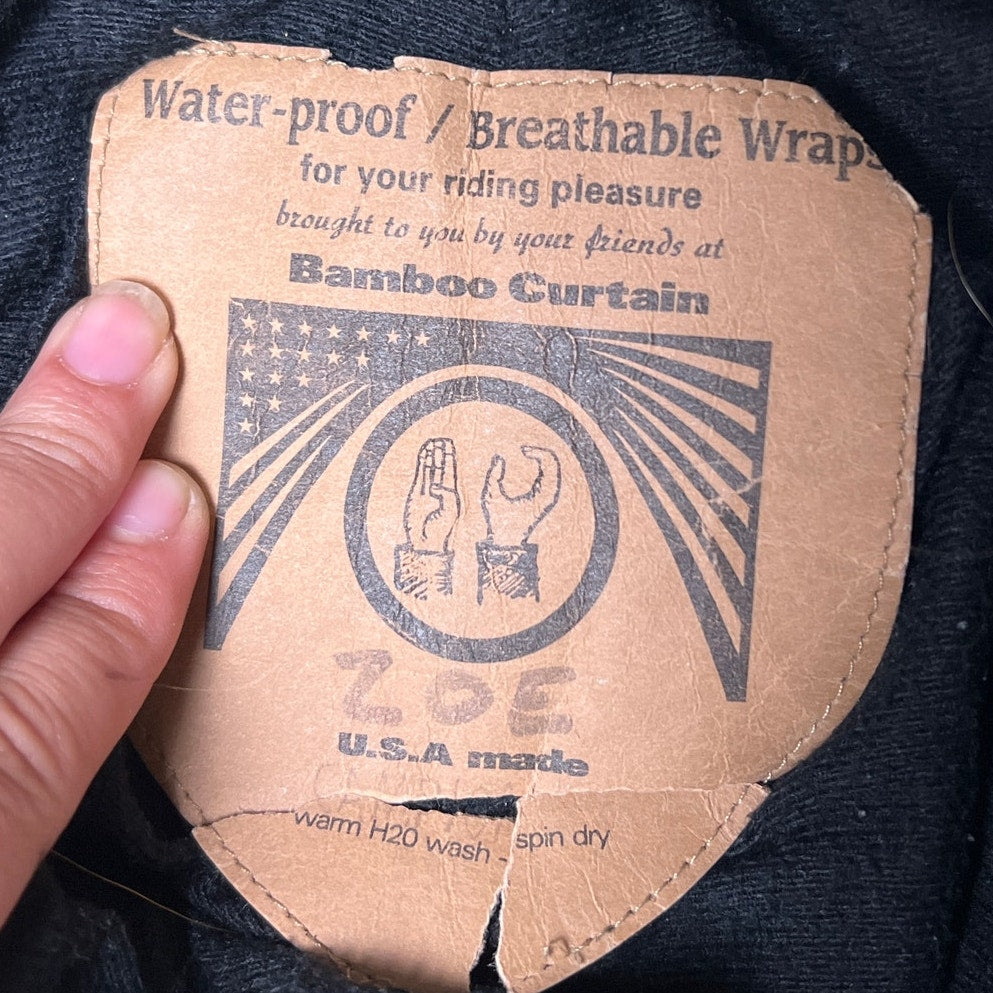 Water-proof / Breathable Wraps
for your riding pleasure
brought to you by your friends at
Bamboo Curtain
ZOE
U.S.A made
warm H20 wash - spin dry